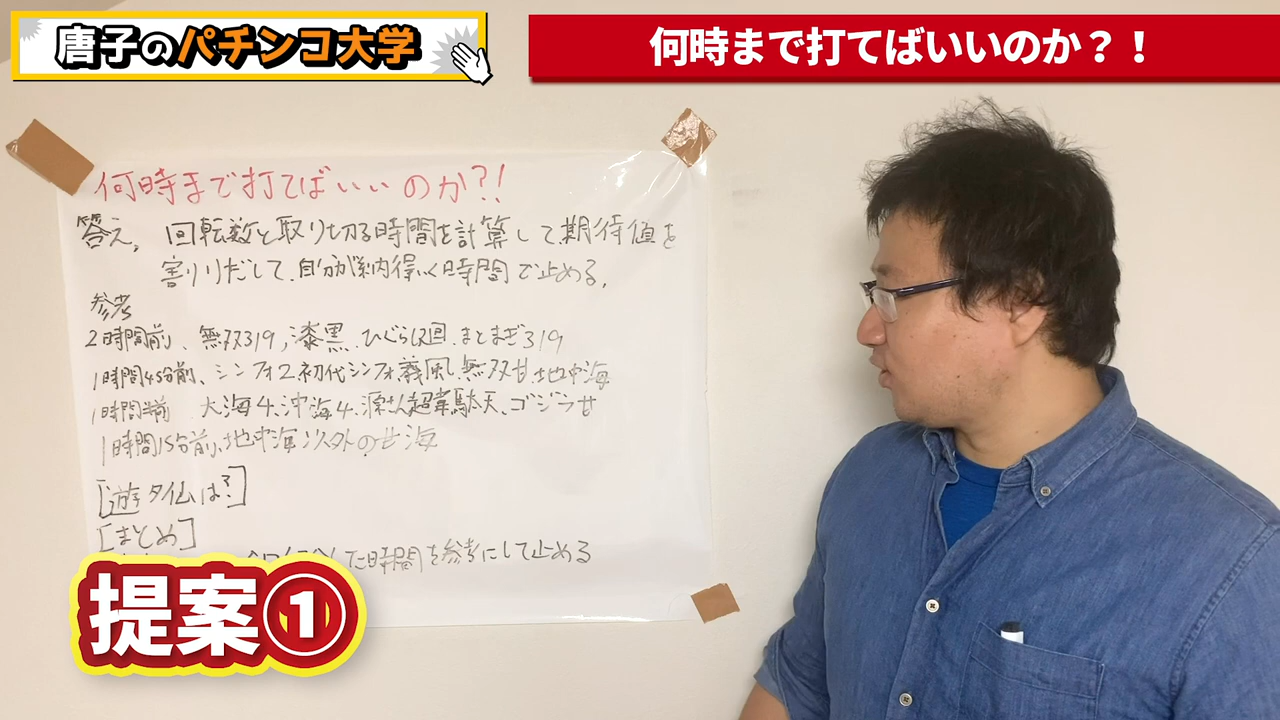 唐子のパチンコ大学
何時まで打てばいいのか？！
何時まで打てばいいのか?!
答え、回転数と取り切る時間を計算して、期待値を
割りだして、自分が納得いく時間で止める。
参考
2時間前、無双319、漆黒、ひぐらし廻、まどまぎ319
1時間45分前、シンフォ2、初代シンフォ、義風、無双甘、地中海
1時間半前 大海4、沖海4、源さん超韋駄天、ゴジラ甘
1時間15分前、地中海以外の甘海
[遊タイムは?]
[まとめ]
した時間を参考にして止める
提案①